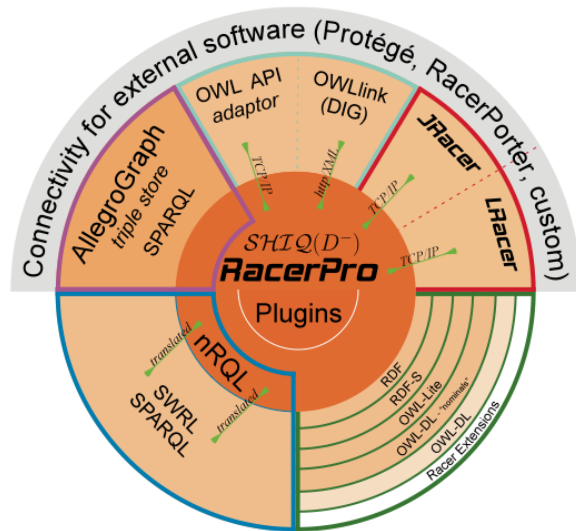 Connectivity for external software (Protégé, RacerPorter, custom)
OWL API
adaptor
OWLlink
(DIG)
AllegroGraph
triple store
SPARQL
JRacer
LRacer
TCP/IP
http XML
TCP/IP
TCP/IP
SHIQ(D⁻)
RacerPro
Plugins
nRQL
translated
SWRL
SPARQL
translated
RDF
RDF-S
OWL-Lite
OWL-DL - "nominals"
OWL-DL
Racer Extensions